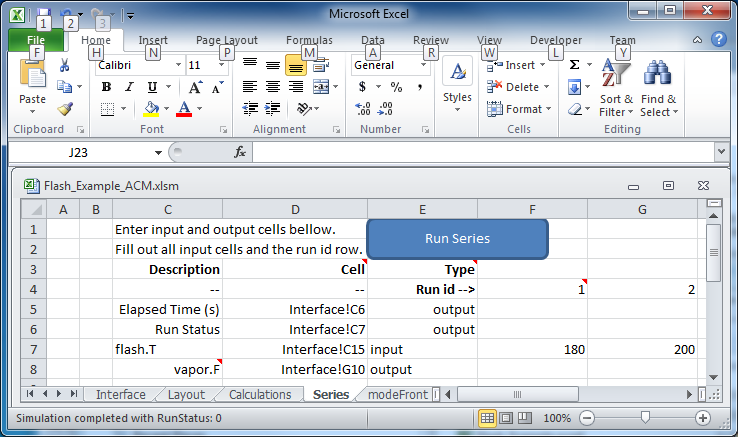 Microsoft Excel
1 2 3
File Home Insert Page Layout Formulas Data Review View Developer Team
F H N P M A R W L Y
Paste
Clipboard
Calibri 11
B I U
A A
Font
Alignment
General
$ % ,
.0 .00
.00 .0
Number
A
Styles
Insert
Delete
Format
Cells
Σ
A
Z
Sort & Filter
Find & Select
Editing
J23 fx
Flash_Example_ACM.xlsm
A B C D E F G
1 Enter input and output cells bellow.
Run Series
2 Fill out all input cells and the run id row.
3 Description Cell Type
4 -- -- Run id --> 1 2
5 Elapsed Time (s) Interface!C6 output
6 Run Status Interface!C7 output
7 flash.T Interface!C15 input 180 200
8 vapor.F Interface!G10 output
Interface Layout Calculations Series modeFront
Simulation completed with RunStatus: 0 100%